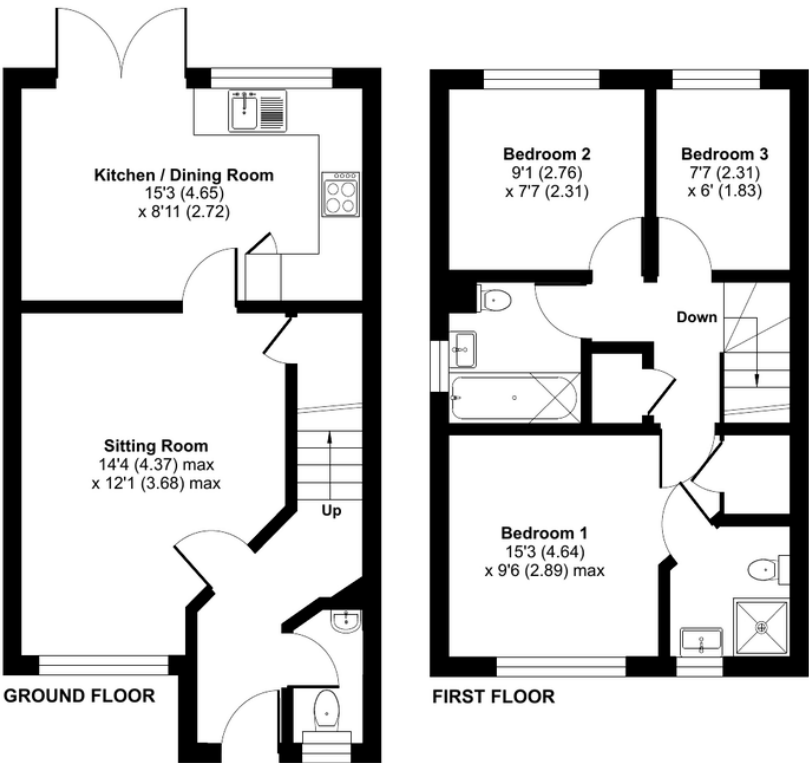 Kitchen / Dining Room
15'3 (4.65)
x 8'11 (2.72)
Sitting Room
14'4 (4.37) max
x 12'1 (3.68) max
Up
GROUND FLOOR
Bedroom 2
9'1 (2.76)
x 7'7 (2.31)
Bedroom 3
7'7 (2.31)
x 6' (1.83)
Down
Bedroom 1
15'3 (4.64)
x 9'6 (2.89) max
FIRST FLOOR